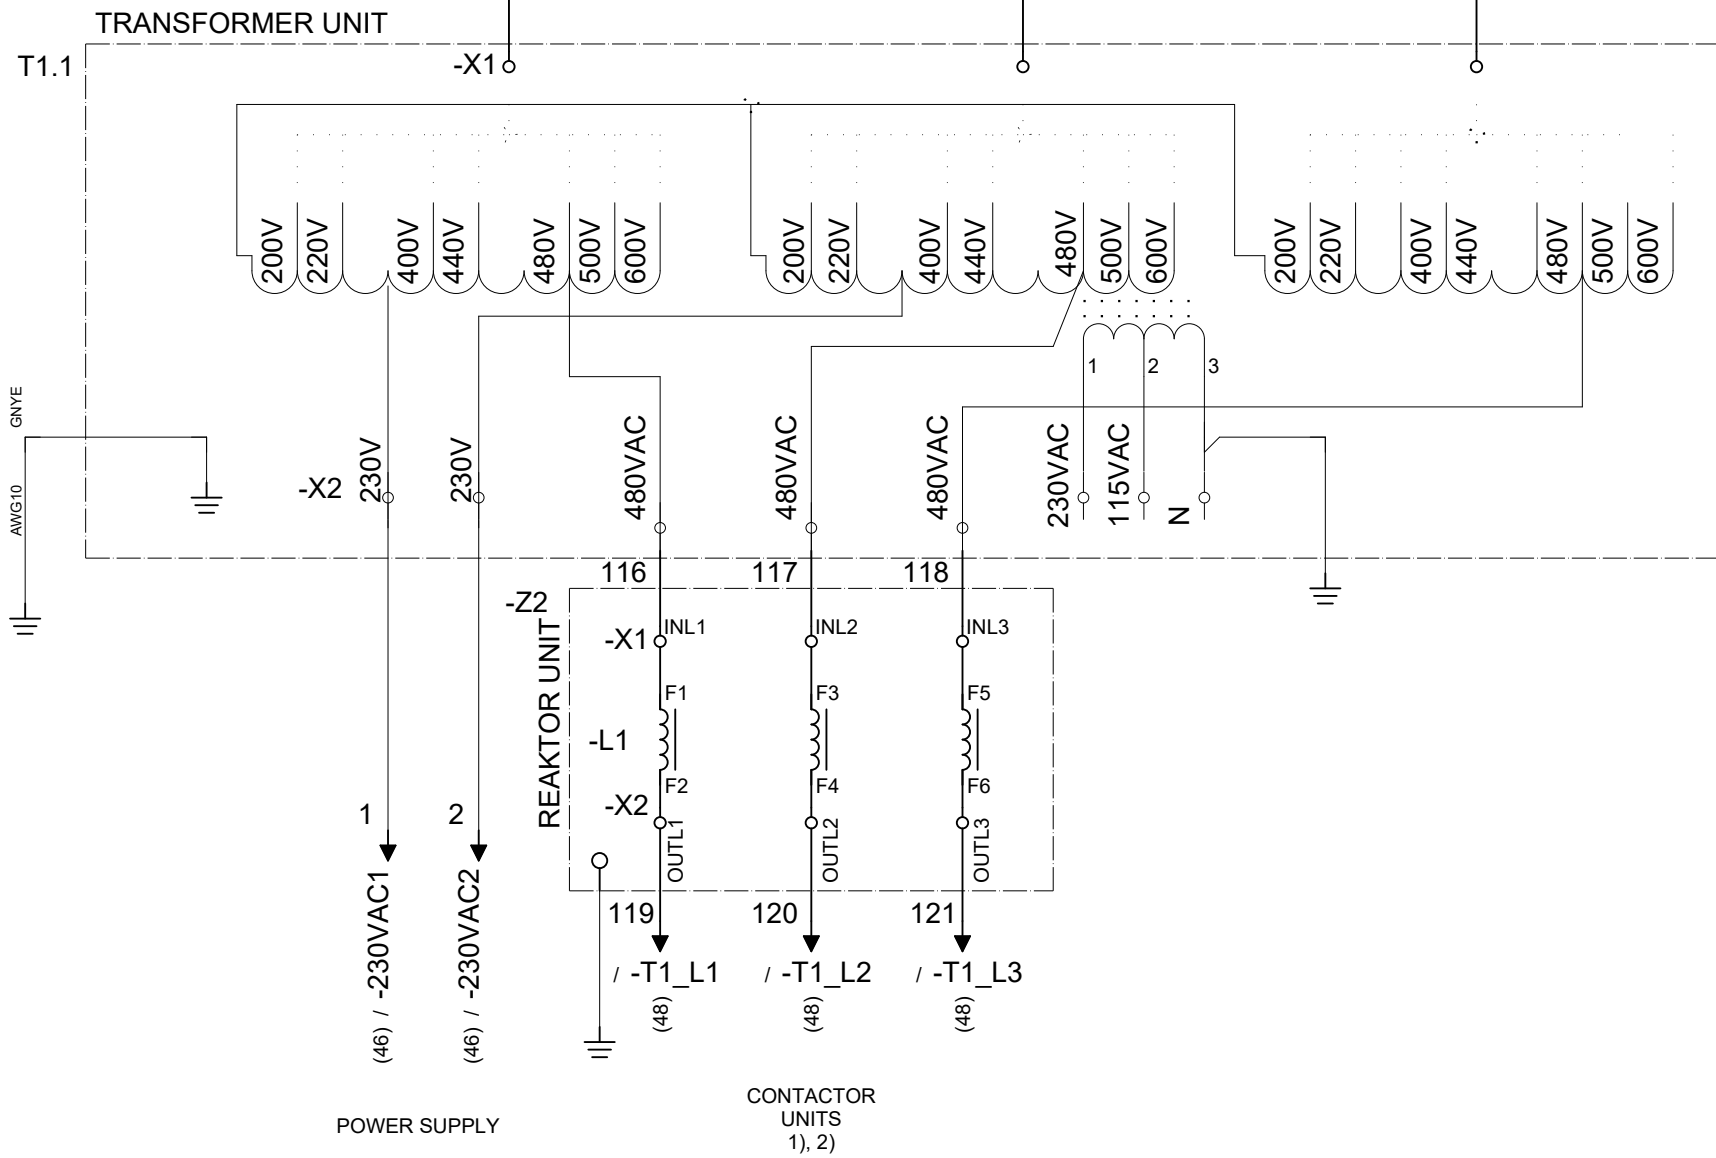 TRANSFORMER UNIT
T1.1
-X1
200V 220V 400V 440V 480V 500V 600V
200V 220V 400V 440V 480V 500V 600V
200V 220V 400V 440V 480V 500V 600V
1 2 3
AWG10 GNYE
-X2 230V 230V
480VAC 480VAC 480VAC
230VAC 115VAC N
116 117 118
-Z2
REAKTOR UNIT
-X1 INL1 INL2 INL3
F1 F3 F5
-L1
F2 F4 F6
-X2
OUTL1 OUTL2 OUTL3
1 2
119 120 121
(46) / -230VAC1
(46) / -230VAC2
/ -T1_L1 / -T1_L2 / -T1_L3
(48) (48) (48)
POWER SUPPLY
CONTACTOR
UNITS
1), 2)